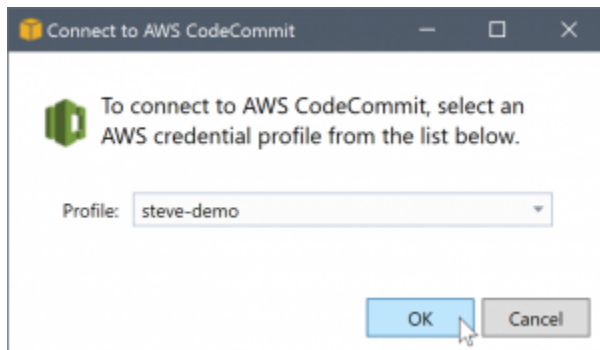 Connect to AWS CodeCommit
To connect to AWS CodeCommit, select an
AWS credential profile from the list below.
Profile: steve-demo
OK Cancel